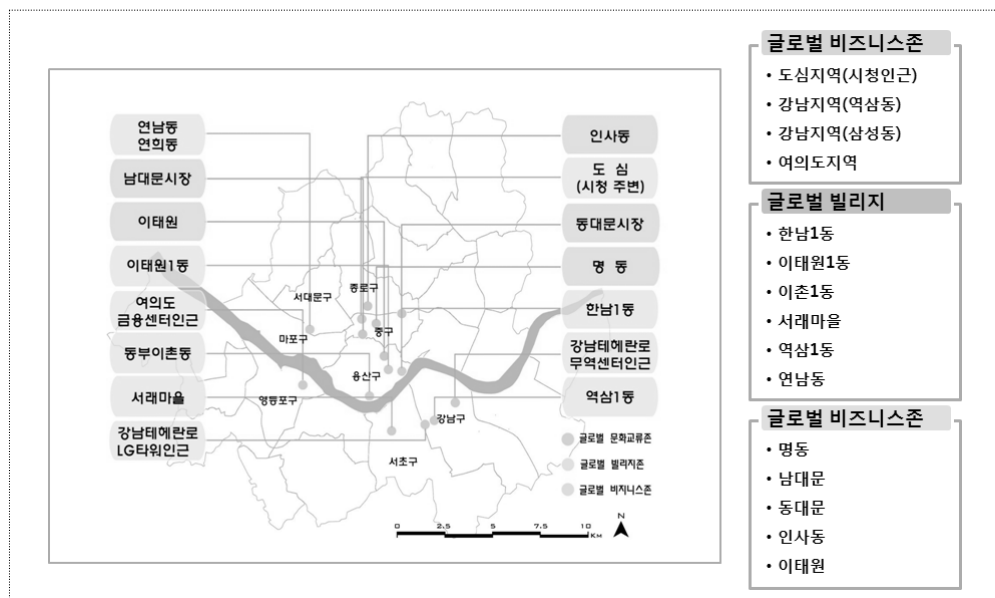 연남동
연희동
남대문시장
이태원
이태원1동
여의도
금융센터인근
동부이촌동
서래마을
강남테헤란로
LG타워인근
서대문구
종로구
마포구
중구
용산구
영등포구
강남구
서초구
인사동
도 심
(시청 주변)
동대문시장
명 동
한남1동
강남테헤란로
무역센터인근
역삼1동
글로벌 문화교류존
글로벌 빌리지존
글로벌 비지니스존
0 2.5 5 7.5 10
Km
N
글로벌 비즈니스존
• 도심지역(시청인근)
• 강남지역(역삼동)
• 강남지역(삼성동)
• 여의도지역
글로벌 빌리지
• 한남1동
• 이태원1동
• 이촌1동
• 서래마을
• 역삼1동
• 연남동
글로벌 비즈니스존
• 명동
• 남대문
• 동대문
• 인사동
• 이태원